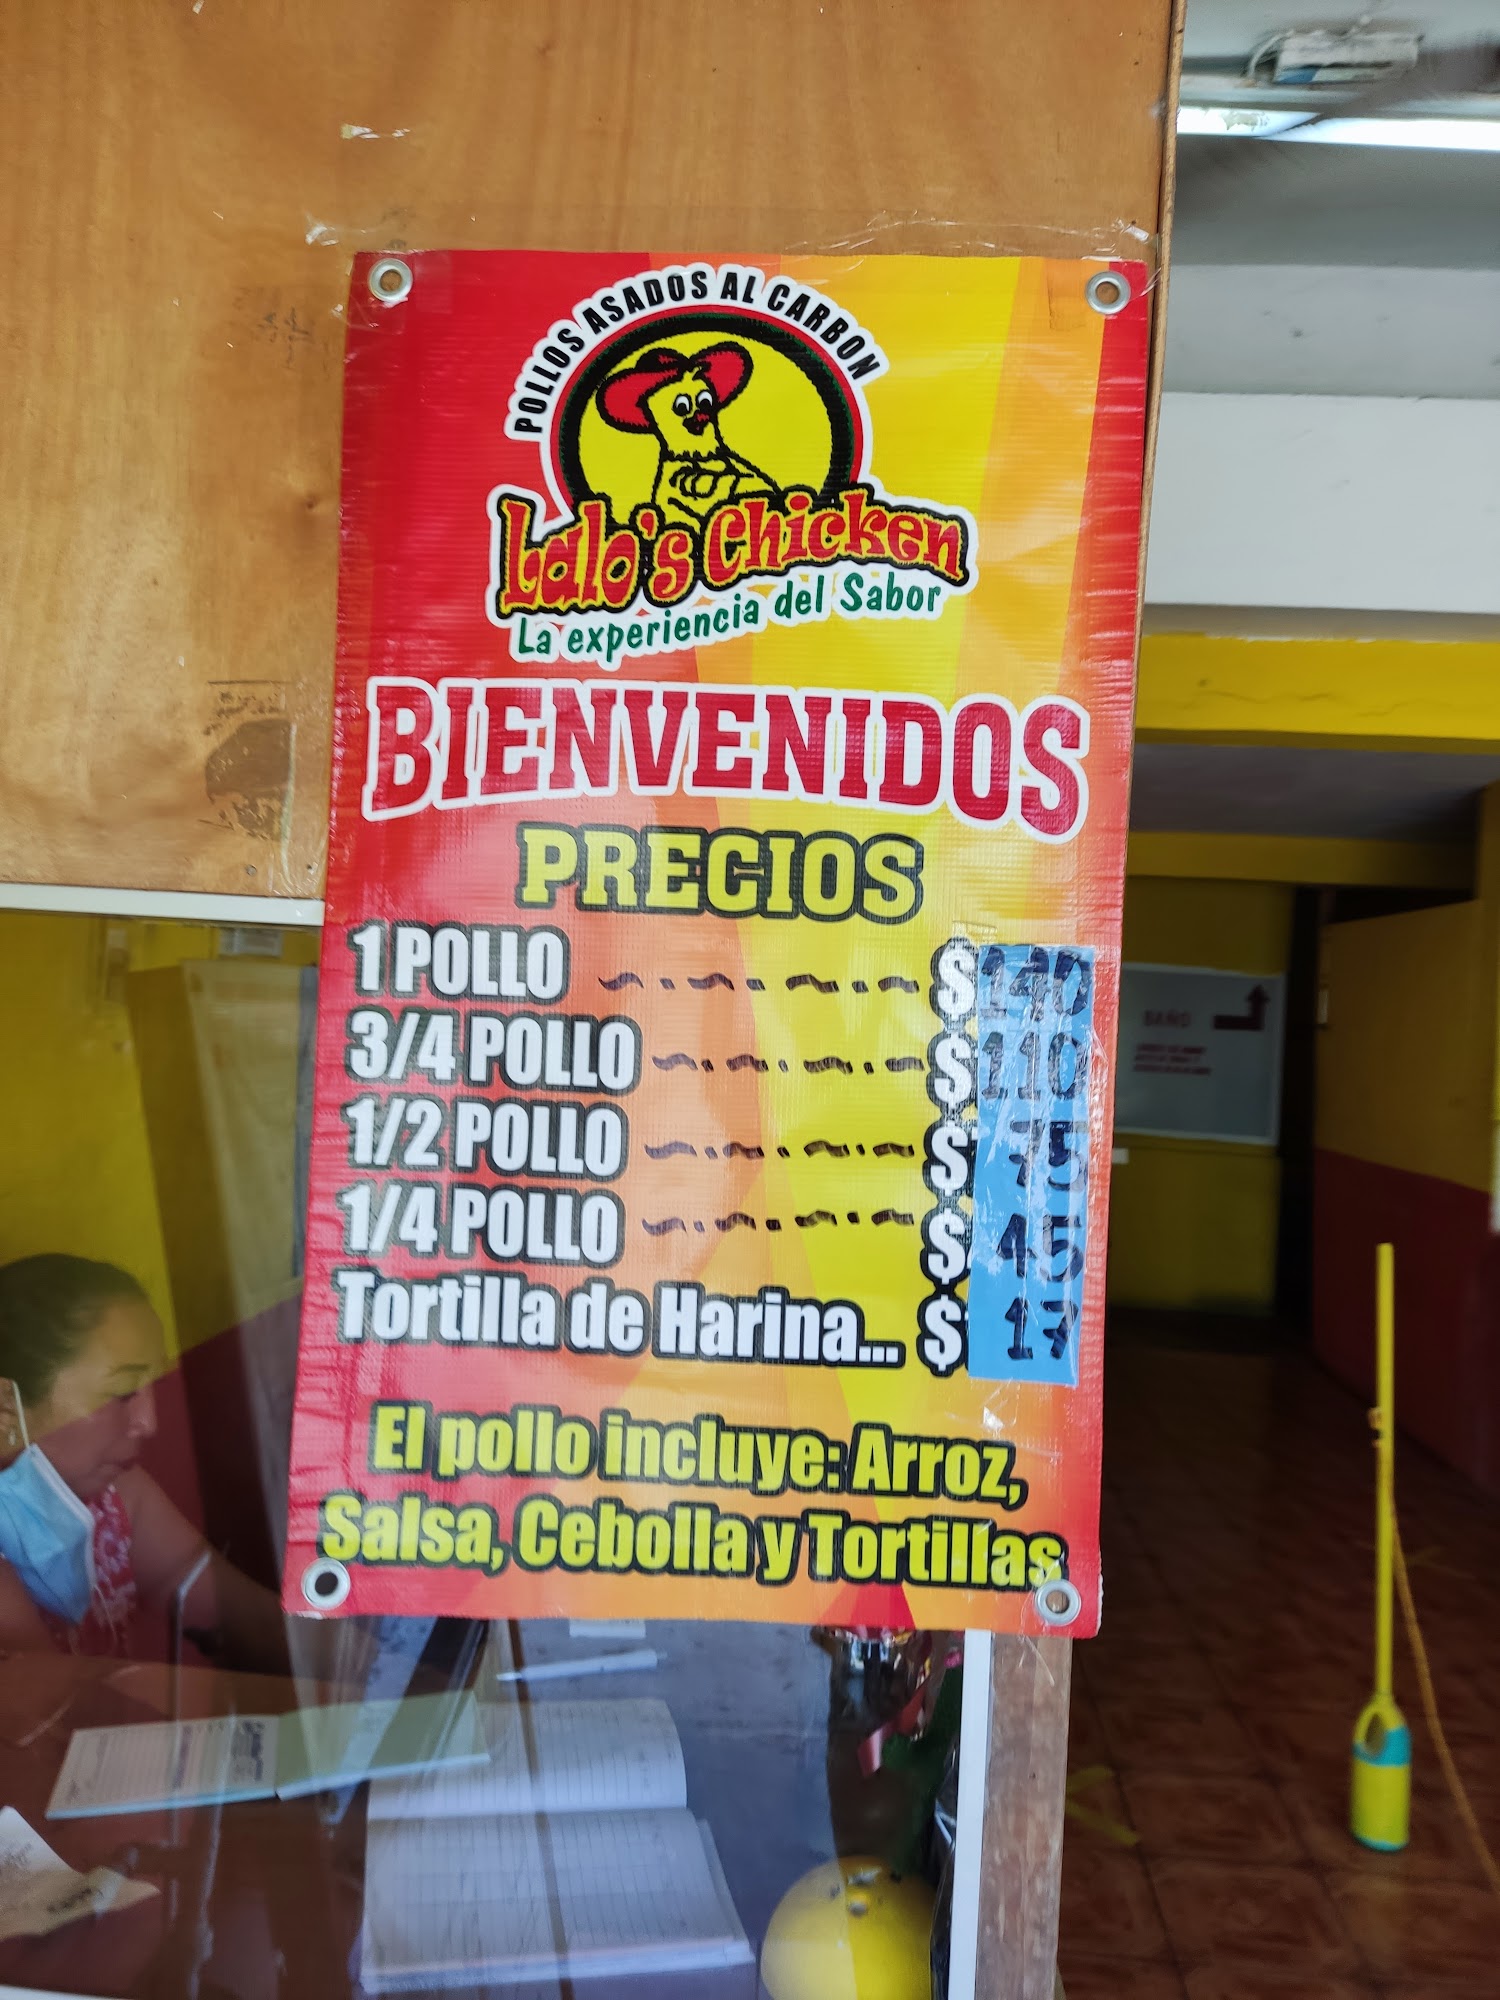 POLLOS ASADOS AL CARBON
Lalo's Chicken
La experiencia del Sabor
BIENVENIDOS
PRECIOS
1 POLLO $140
3/4 POLLO $110
1/2 POLLO $75
1/4 POLLO $45
Tortilla de Harina... $17
El pollo incluye: Arroz,
Salsa, Cebolla y Tortillas
BAÑO